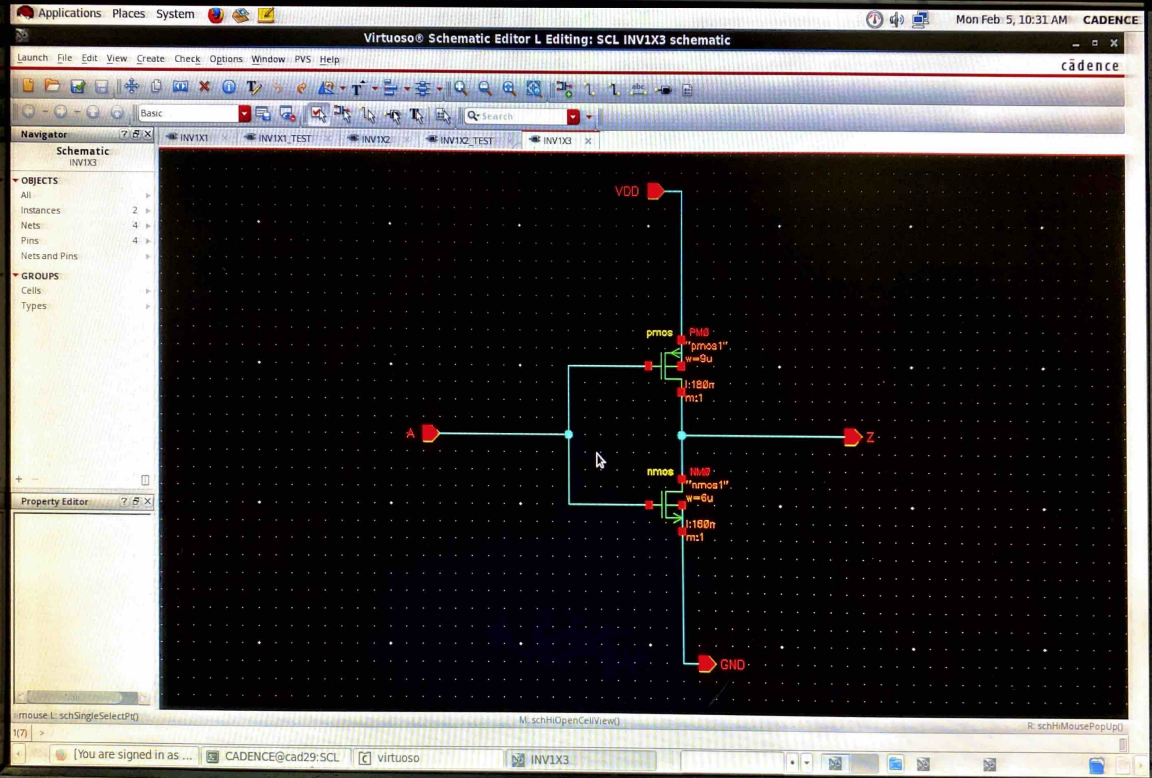 Applications Places System
Mon Feb 5, 10:31 AM CADENCE
Virtuoso® Schematic Editor L Editing: SCL INV1X3 schematic
Launch File Edit View Create Check Options Window PVS Help
cādence
Basic
Search
Navigator
INV1X1
INV1X1_TEST
INV1X2
INV1X2_TEST
INV1X3
Schematic
INV1X3
OBJECTS
All
Instances 2
Nets 4
Pins 4
Nets and Pins
GROUPS
Cells
Types
VDD
pmos PM0
"pmos1"
w=9u
l:180n
m:1
A
Z
nmos NM0
"nmos1"
w=6u
l:180n
m:1
GND
Property Editor
mouse L: schSingleSelectPt()
M: schHiOpenCellView()
R: schHiMousePopUp()
1(7) >
[You are signed in as ...
CADENCE@cad29:SCL
virtuoso
INV1X3